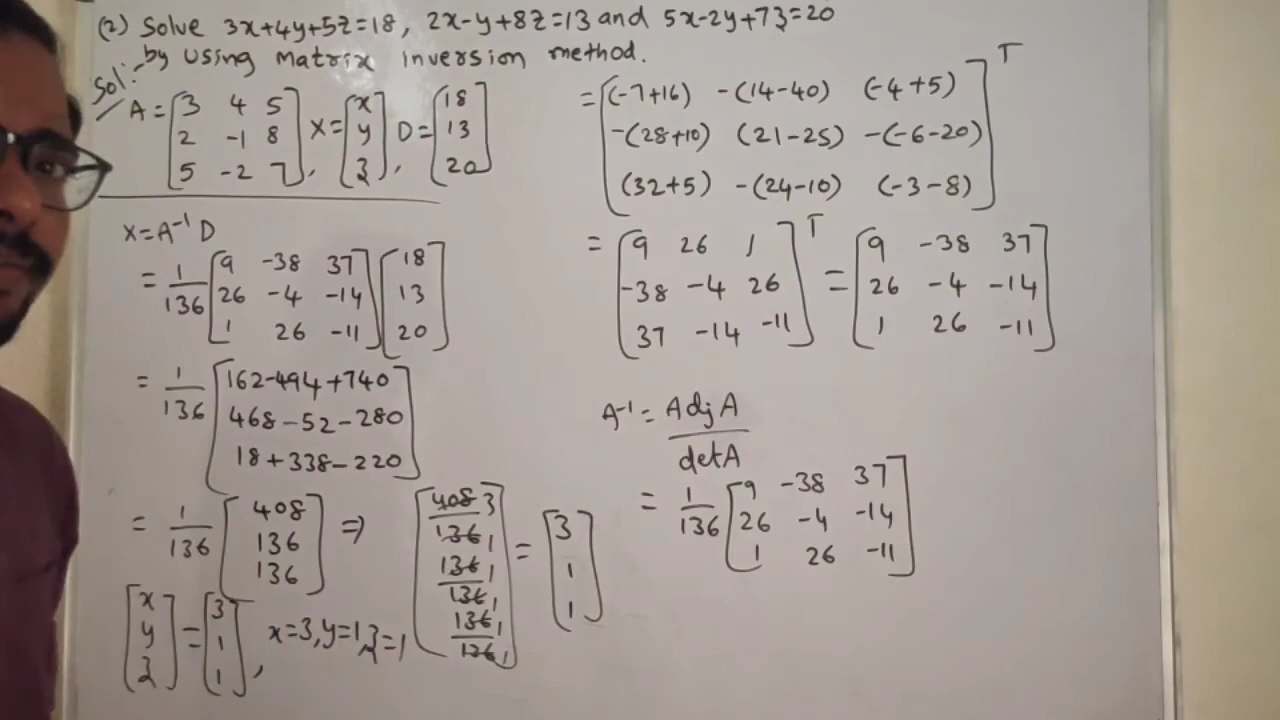 (2) Solve 3x+4y+5z=18, 2x-y+8z=13 and 5x-2y+7z=20
by using matrix inversion method.
Sol:-
A = [3 4 5
2 -1 8
5 -2 7], X = [x
y
z], D = [18
13
20]
X = A⁻¹ D
= 1/136 [9 -38 37
26 -4 -14
1 26 -11] [18
13
20]
= 1/136 [162-494+740
468-52-280
18+338-220]
= 1/136 [408
136
136] ⇒ [408/136 3 1
136/136 1 1
136/136 1 1] = [3
1
1]
[x
y
z] = [3
1
1], x=3, y=1, z=1
= [(-7+16) -(14-40) (-4+5)
-(28+10) (21-25) -(-6-20)
(32+5) -(24-10) (-3-8)]ᵀ
= [9 26 1
-38 -4 26
37 -14 -11]ᵀ = [9 -38 37
26 -4 -14
1 26 -11]
A⁻¹ = Adj A / det A
= 1/136 [9 -38 37
26 -4 -14
1 26 -11]